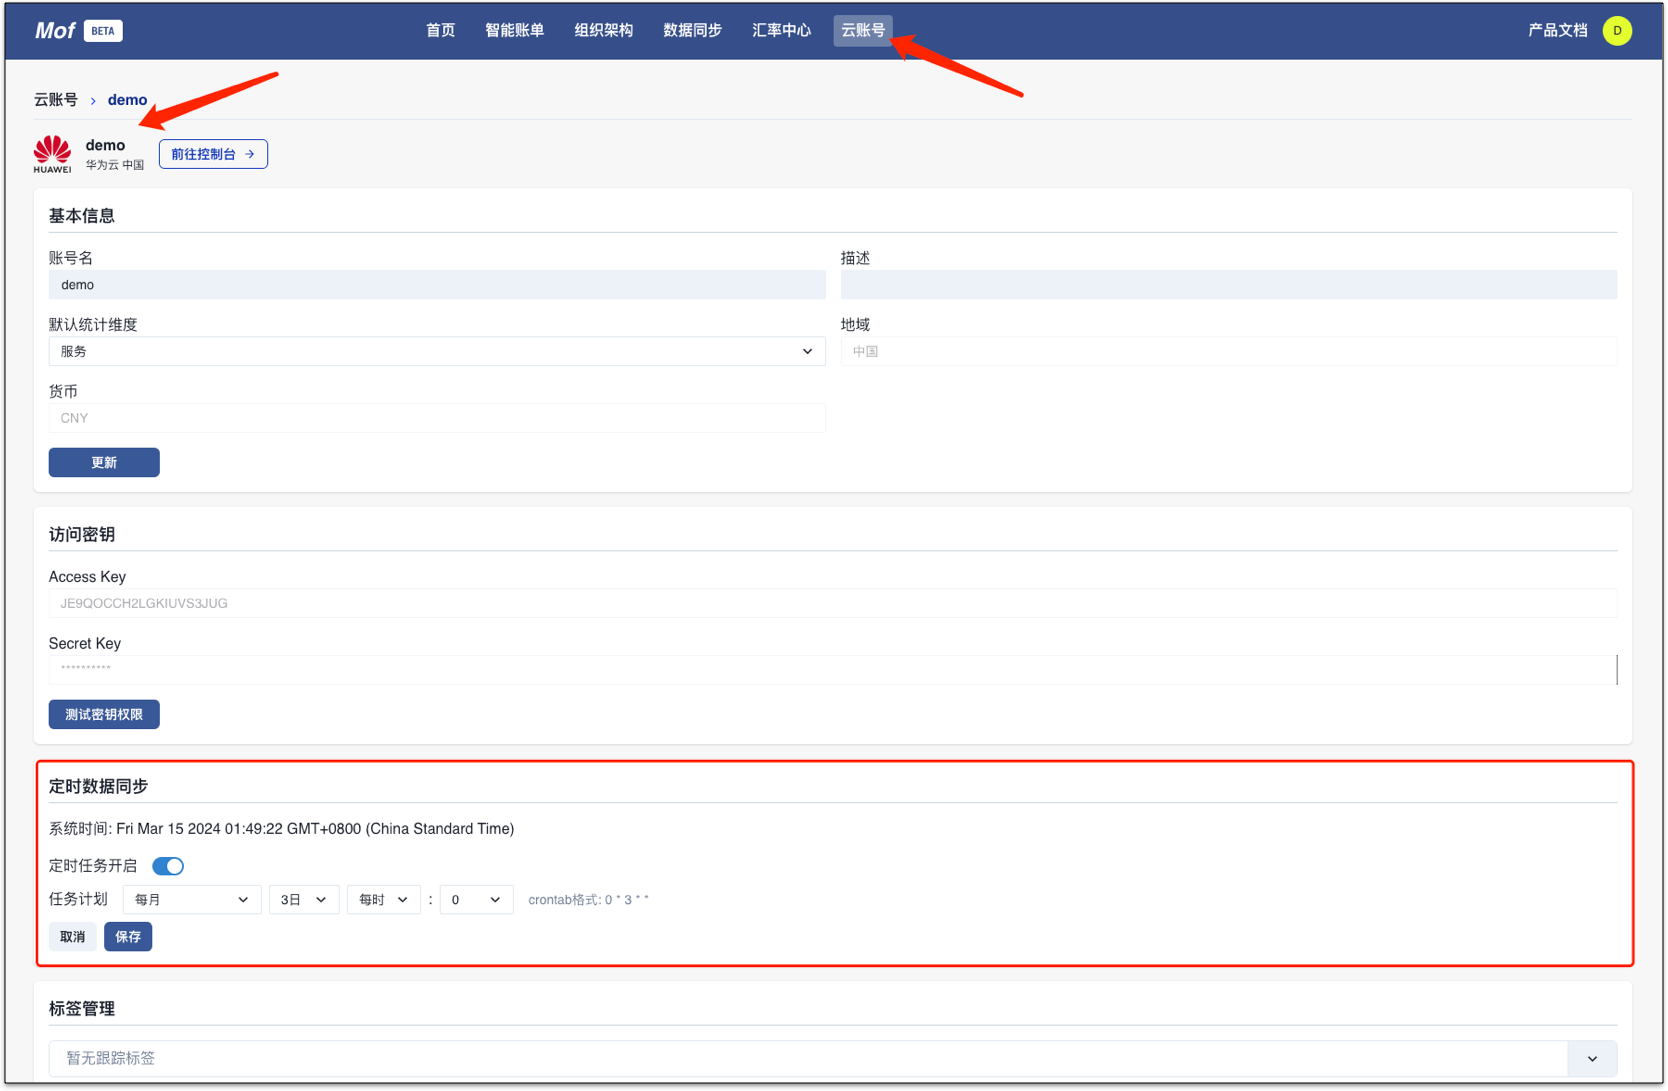 Mof BETA 首页 智能账单 组织架构 数据同步 汇率中心 云账号 产品文档 D
云账号 › demo
HUAWEI
demo
华为云 中国
前往控制台 →
基本信息
账号名 描述
demo
默认统计维度 地域
服务 中国
货币
CNY
更新
访问密钥
Access Key
JE9QOCCH2LGKIUVS3JUG
Secret Key
**********
测试密钥权限
定时数据同步
系统时间: Fri Mar 15 2024 01:49:22 GMT+0800 (China Standard Time)
定时任务开启
任务计划 每月 3日 每时 : 0 crontab格式: 0 * 3 * *
取消 保存
标签管理
暂无跟踪标签